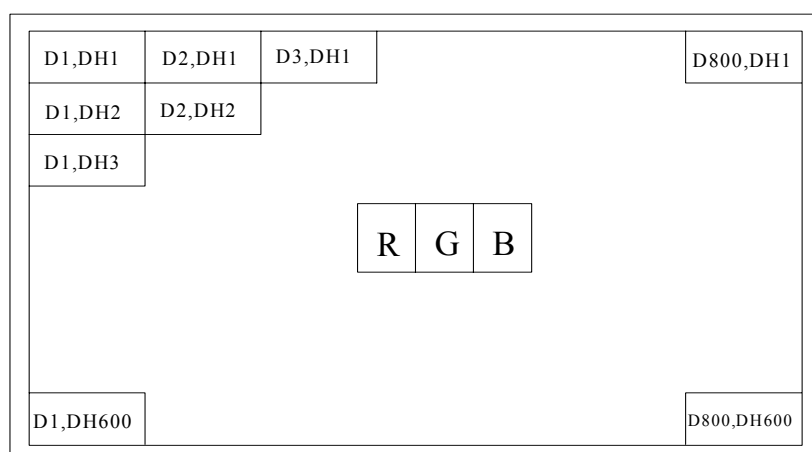 D1,DH1 D2,DH1 D3,DH1 D800,DH1
D1,DH2 D2,DH2
D1,DH3
R G B
D1,DH600 D800,DH600